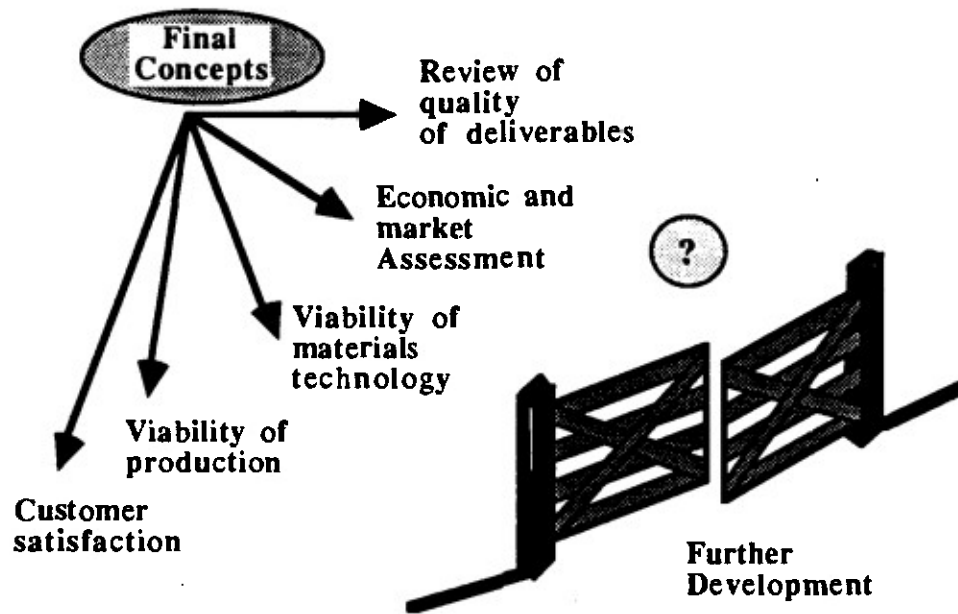 Final
Concepts
Review of
quality
of deliverables
Economic and
market
Assessment
?
Viability of
materials
technology
Viability of
production
Customer
satisfaction
Further
Development